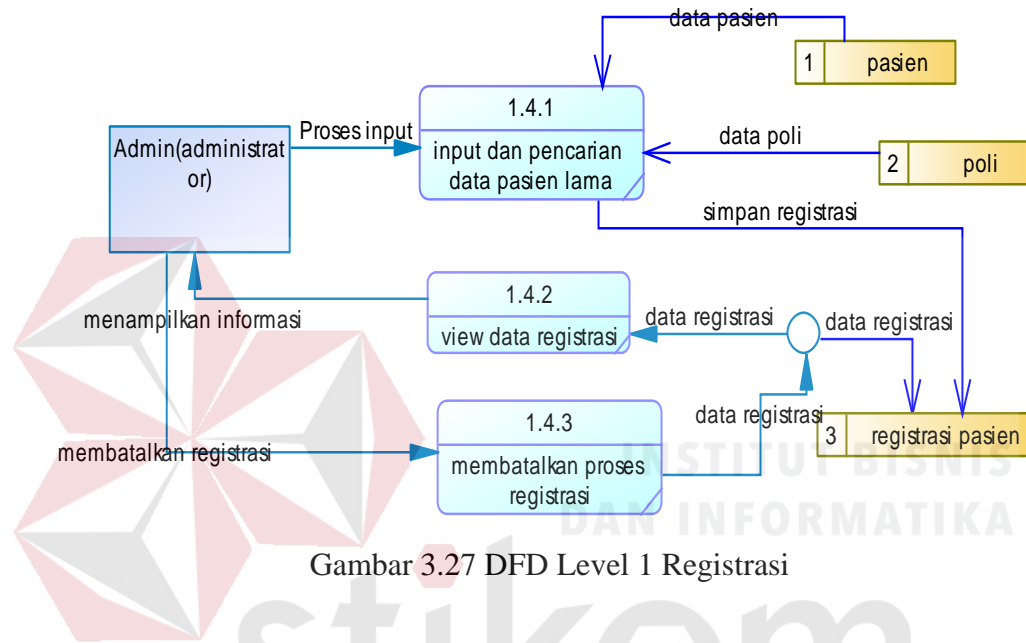 data pasien
1 pasien
1.4.1
Proses input
Admin(administrat
or)
input dan pencarian
data pasien lama
data poli
2 poli
simpan registrasi
1.4.2
menampilkan informasi
view data registrasi
data registrasi
data registrasi
data registrasi
1.4.3
3 registrasi pasien
membatalkan registrasi
membatalkan proses
registrasi
INSTITUT BISNIS
DAN INFORMATIKA
Gambar 3.27 DFD Level 1 Registrasi
stikom